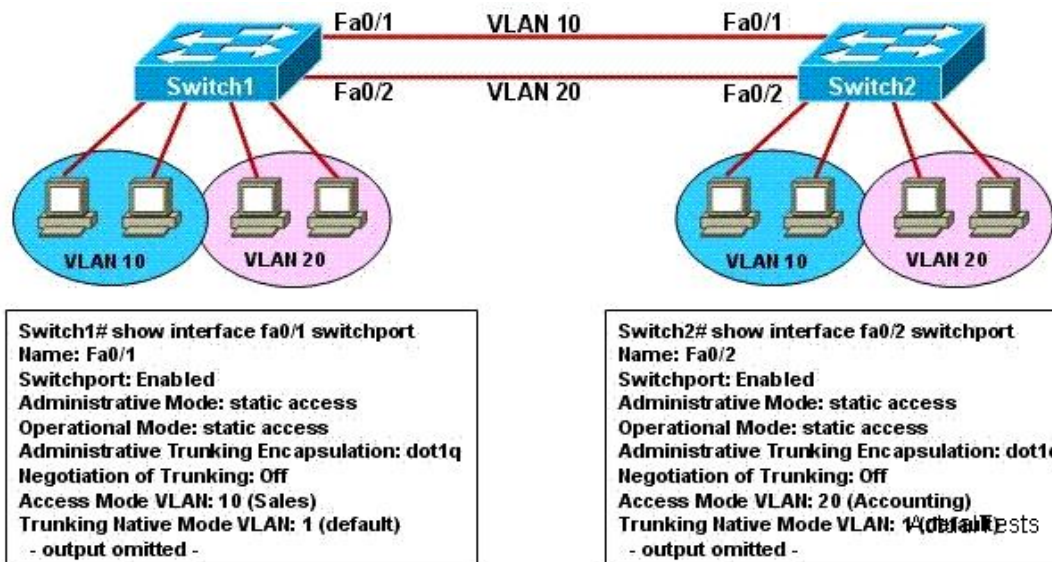 Fa0/1 VLAN 10 Fa0/1
Switch1 Switch2
Fa0/2 VLAN 20 Fa0/2
VLAN 10 VLAN 20 VLAN 10 VLAN 20
Switch1# show interface fa0/1 switchport
Name: Fa0/1
Switchport: Enabled
Administrative Mode: static access
Operational Mode: static access
Administrative Trunking Encapsulation: dot1q
Negotiation of Trunking: Off
Access Mode VLAN: 10 (Sales)
Trunking Native Mode VLAN: 1 (default)
- output omitted -
Switch2# show interface fa0/2 switchport
Name: Fa0/2
Switchport: Enabled
Administrative Mode: static access
Operational Mode: static access
Administrative Trunking Encapsulation: dot1q
Negotiation of Trunking: Off
Access Mode VLAN: 20 (Accounting)
Trunking Native Mode VLAN: 1 (default)
ActualTests
- output omitted -